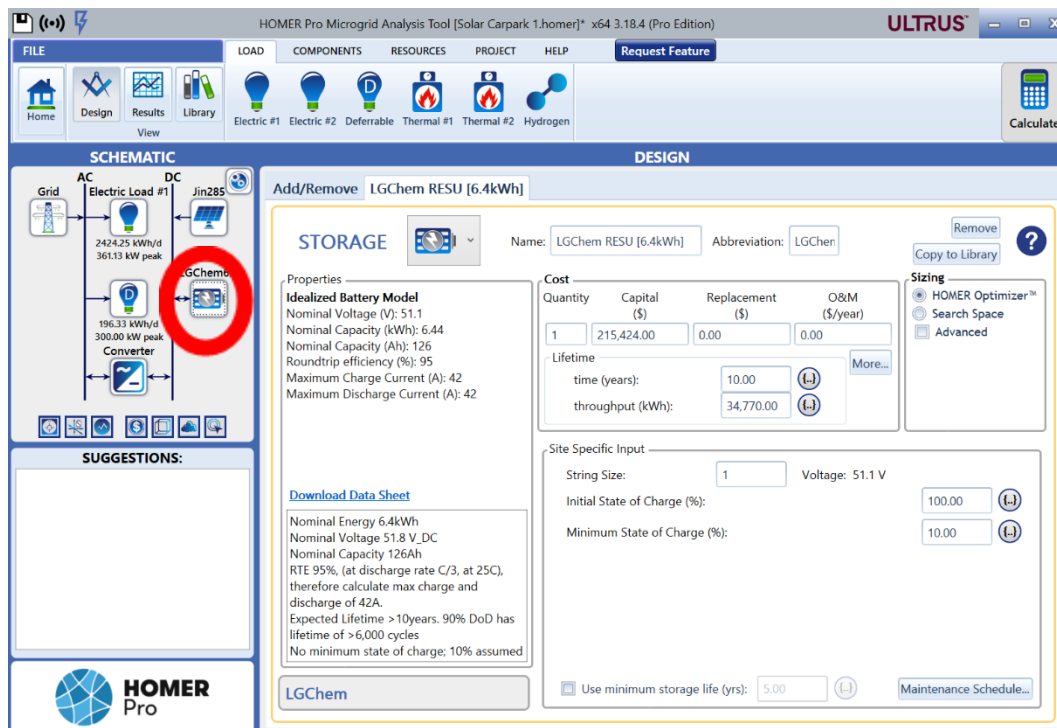 HOMER Pro Microgrid Analysis Tool [Solar Carpark 1.homer]* x64 3.18.4 (Pro Edition)
ULTRUS™
FILE
LOAD
COMPONENTS
RESOURCES
PROJECT
HELP
Request Feature
Home
Design
Results
Library
View
Electric #1
Electric #2
Deferrable
Thermal #1
Thermal #2
Hydrogen
Calculate
SCHEMATIC
AC
DC
Grid
Electric Load #1
Jin285
2424.25 kWh/d
361.13 kW peak
196.33 kWh/d
300.00 kW peak
Converter
SUGGESTIONS:
HOMER
Pro
DESIGN
Add/Remove
LGChem RESU [6.4kWh]
STORAGE
Name:
LGChem RESU [6.4kWh]
Abbreviation:
LGChen
Remove
Copy to Library
?
Properties
Idealized Battery Model
Nominal Voltage (V): 51.1
Nominal Capacity (kWh): 6.44
Nominal Capacity (Ah): 126
Roundtrip efficiency (%): 95
Maximum Charge Current (A): 42
Maximum Discharge Current (A): 42
Download Data Sheet
Nominal Energy 6.4kWh
Nominal Voltage 51.8 V_DC
Nominal Capacity 126Ah
RTE 95%, (at discharge rate C/3, at 25C),
therefore calculate max charge and
discharge of 42A.
Expected Lifetime >10years. 90% DoD has
lifetime of >6,000 cycles
No minimum state of charge; 10% assumed
LGChem
Cost
Quantity
Capital
($)
Replacement
($)
O&M
($/year)
1
215,424.00
0.00
0.00
Lifetime
time (years):
10.00
{..}
throughput (kWh):
34,770.00
{..}
More...
Sizing
HOMER Optimizer™
Search Space
Advanced
Site Specific Input
String Size:
1
Voltage: 51.1 V
Initial State of Charge (%):
100.00
{..}
Minimum State of Charge (%):
10.00
{..}
Use minimum storage life (yrs):
5.00
{..}
Maintenance Schedule...